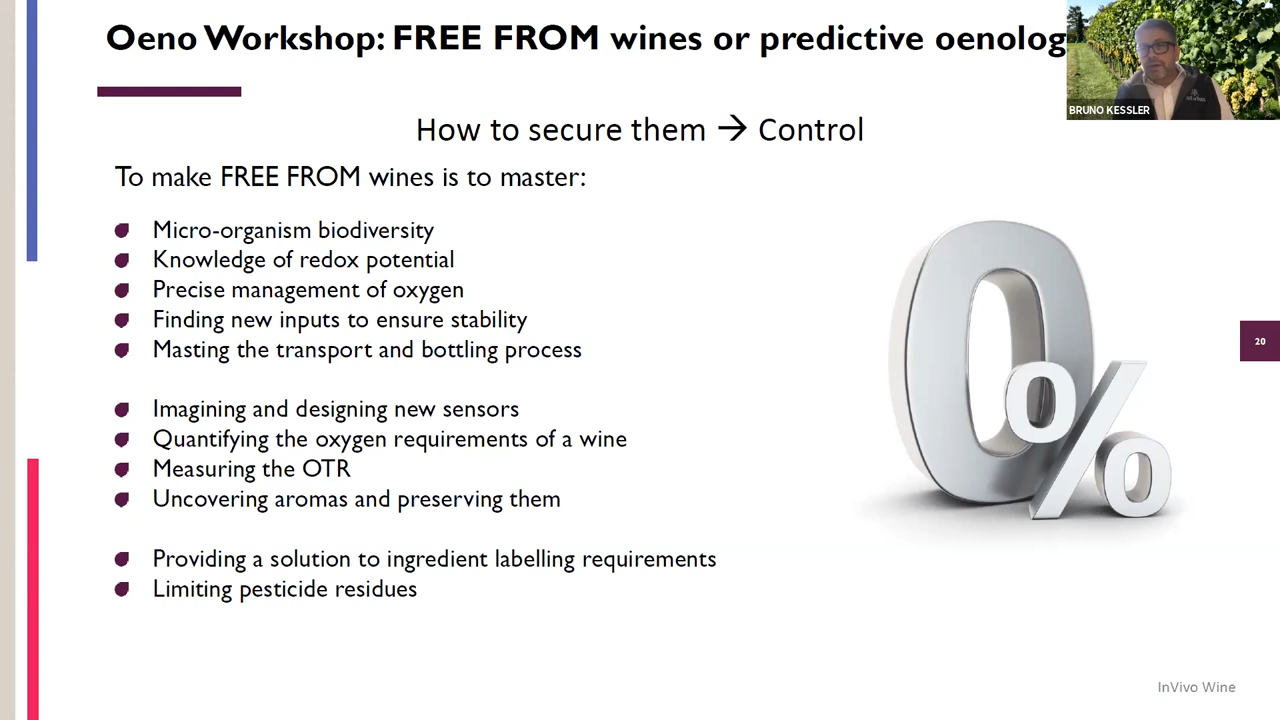 Oeno Workshop: FREE FROM wines or predictive oenolog
BRUNO KESSLER
How to secure them → Control
To make FREE FROM wines is to master:
Micro-organism biodiversity
Knowledge of redox potential
Precise management of oxygen
Finding new inputs to ensure stability
Masting the transport and bottling process
Imagining and designing new sensors
Quantifying the oxygen requirements of a wine
Measuring the OTR
Uncovering aromas and preserving them
Providing a solution to ingredient labelling requirements
Limiting pesticide residues
0%
20
InVivo Wine